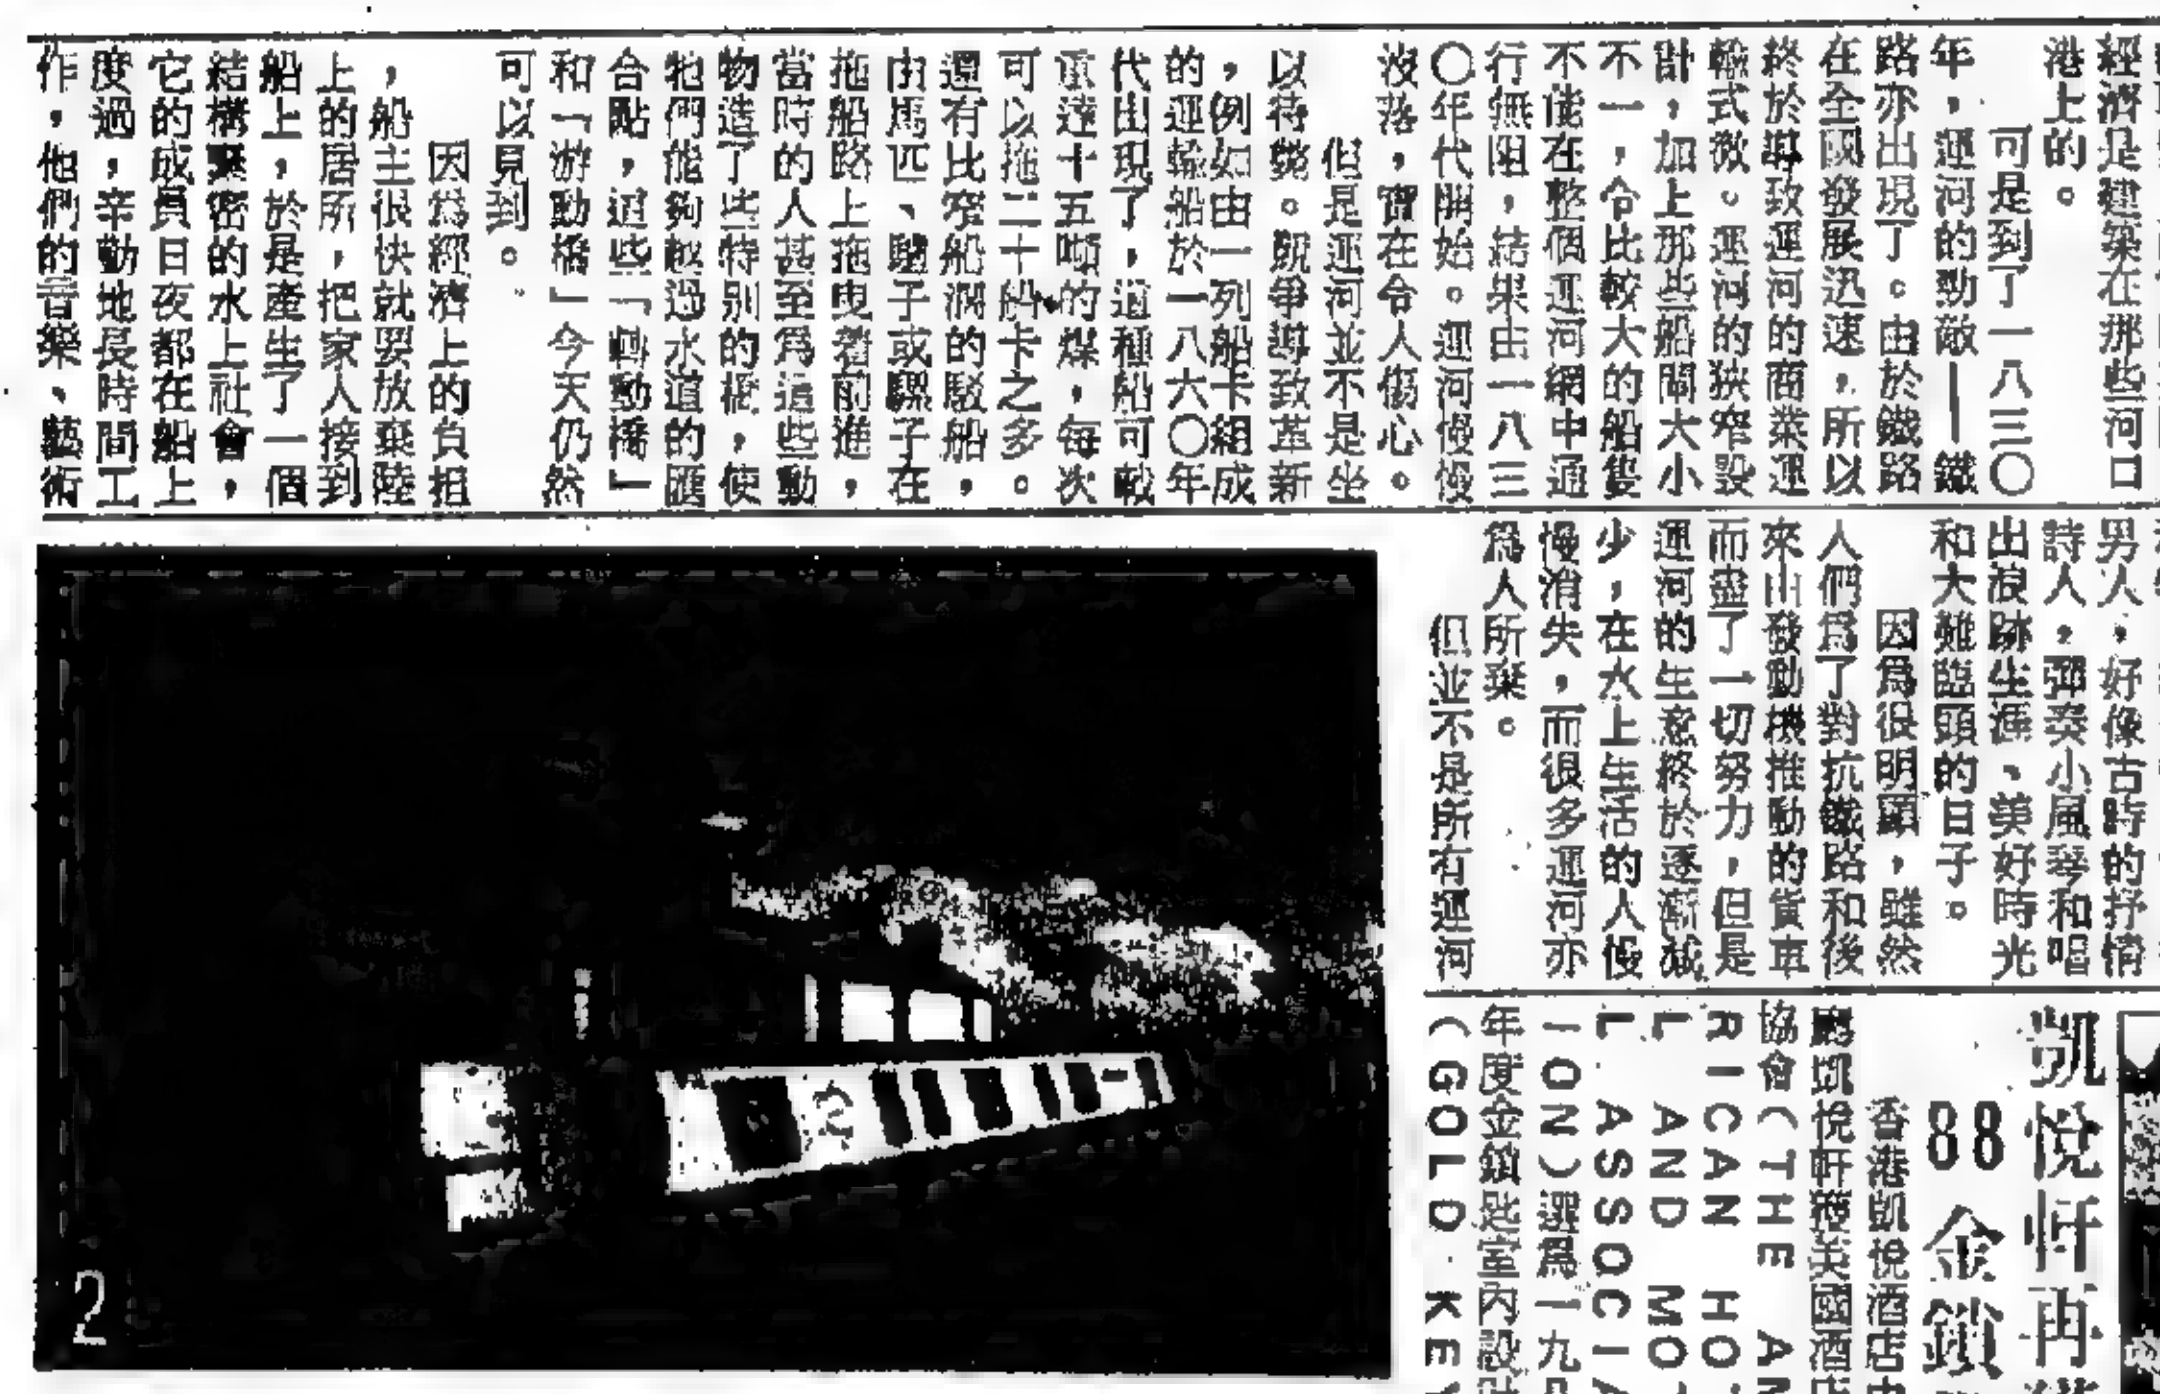 經濟是建築在那些河口
港上的。
可是到了一八三〇
年,運河的勁敵——鐵
路亦出現了。由於鐵路
在全國發展迅速,所以
終於導致運河的商業運
輸式微。運河的狹窄設
計,加上那些船閘大小
不一,令比較大的船隻
不能在整個運河網中通
行無阻,結果由一八三
〇年代開始。運河慢慢
沒落,實在令人傷心。
但是運河並不是坐
以待斃。競爭導致革新
,例如由一列船卡組成
的運輸船於一八六〇年
代出現了,這種船可載
重達十五噸的煤,每次
可以拖二十船卡之多。
還有比窄船濶的駁船,
由馬匹、驢子或騾子在
拖船路上拖曳着前進,
當時的人甚至爲這些動
物造了些特别的橋,使
牠們能夠越過水道的匯
合點,這些「轉動橋」
和「游動橋」今天仍然
可以見到。
因爲經濟上的負担
,船主很快就要放棄陸
上的居所,把家人接到
船上,於是產生了一個
結構緊密的水上社會,
它的成員日夜都在船上
度過,辛勤地長時間工
作,他們的音樂、藝術
男人,好像古時的抒情
詩人,彈奏小風琴和唱
出浪跡生涯、美好時光
和大難臨頭的日子。
因爲很明顯,雖然
人們爲了對抗鐵路和後
來由發動機推動的貨車
而盡了一切努力,但是
運河的生意終於逐漸減
少,在水上生活的人慢
慢消失,而很多運河亦
爲人所棄。
但並不是所有運河
凱悅軒再
88金鎖
香港凱悅酒店
凱悅軒獲美國酒店
協會(THE AM
RICAN HO
L AND MO
L ASSOCIA
ION)選爲一九
年度金鎖匙室內設計
(GOLD KEY
2